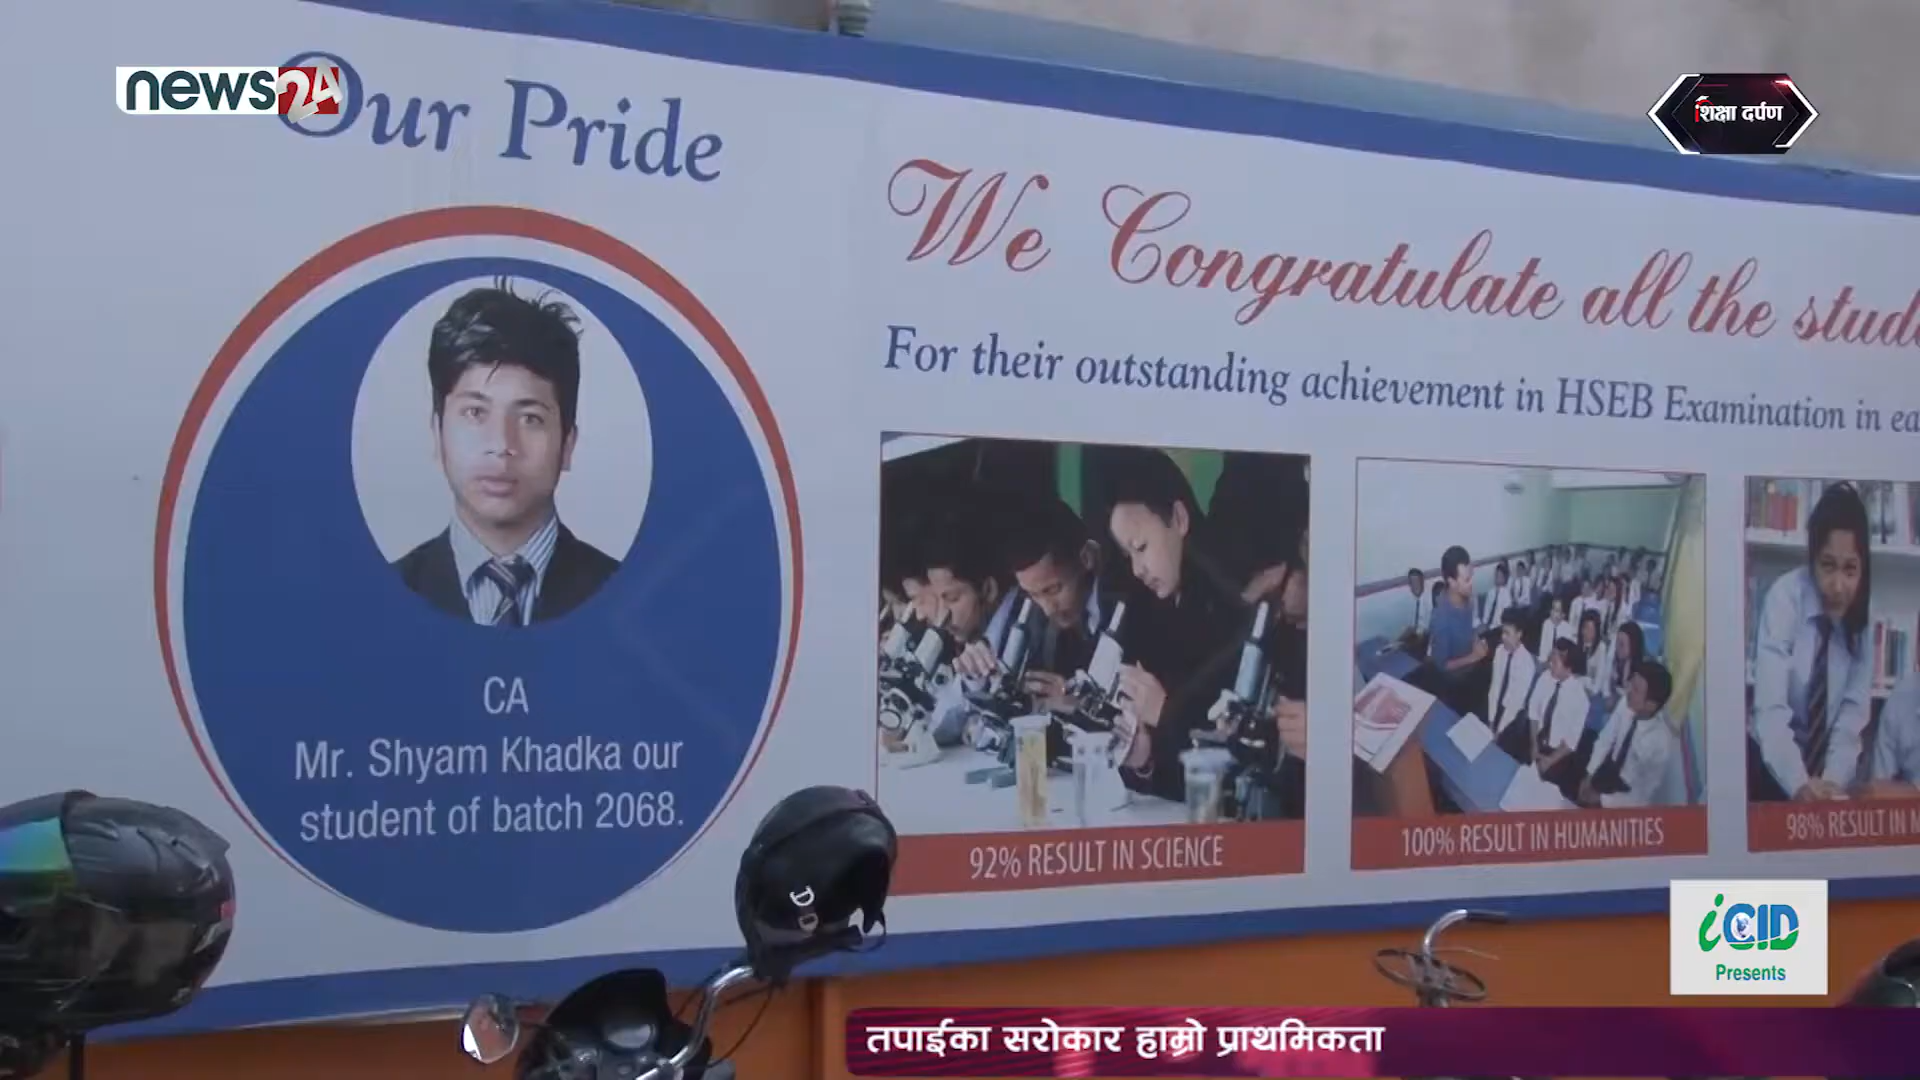 news24
शिक्षा दर्पण
Our Pride
We Congratulate all the
For their outstanding achievement in HSEB Examination in
CA
Mr. Shyam Khadka our
student of batch 2068.
92% RESULT IN SCIENCE
100% RESULT IN HUMANITIES
98% RESULT IN
iCID
Presents
तपाईका सरोकार हाम्रो प्राथमिकता